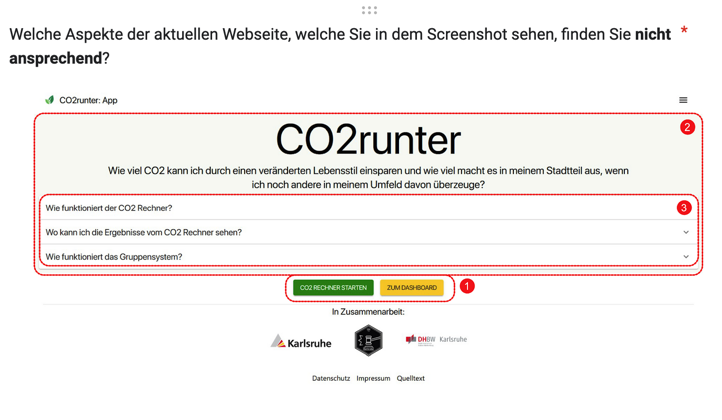 Welche Aspekte der aktuellen Webseite, welche Sie in dem Screenshot sehen, finden Sie nicht *
ansprechend?
CO2runter: App
2
CO2runter
Wie viel CO2 kann ich durch einen veränderten Lebensstil einsparen und wie viel macht es in meinem Stadtteil aus, wenn
ich noch andere in meinem Umfeld davon überzeuge?
Wie funktioniert der CO2 Rechner?
3
Wo kann ich die Ergebnisse vom CO2 Rechner sehen?
Wie funktioniert das Gruppensystem?
CO2 RECHNER STARTEN ZUM DASHBOARD 1
In Zusammenarbeit:
Karlsruhe
DHBW Karlsruhe
Datenschutz Impressum Quelltext